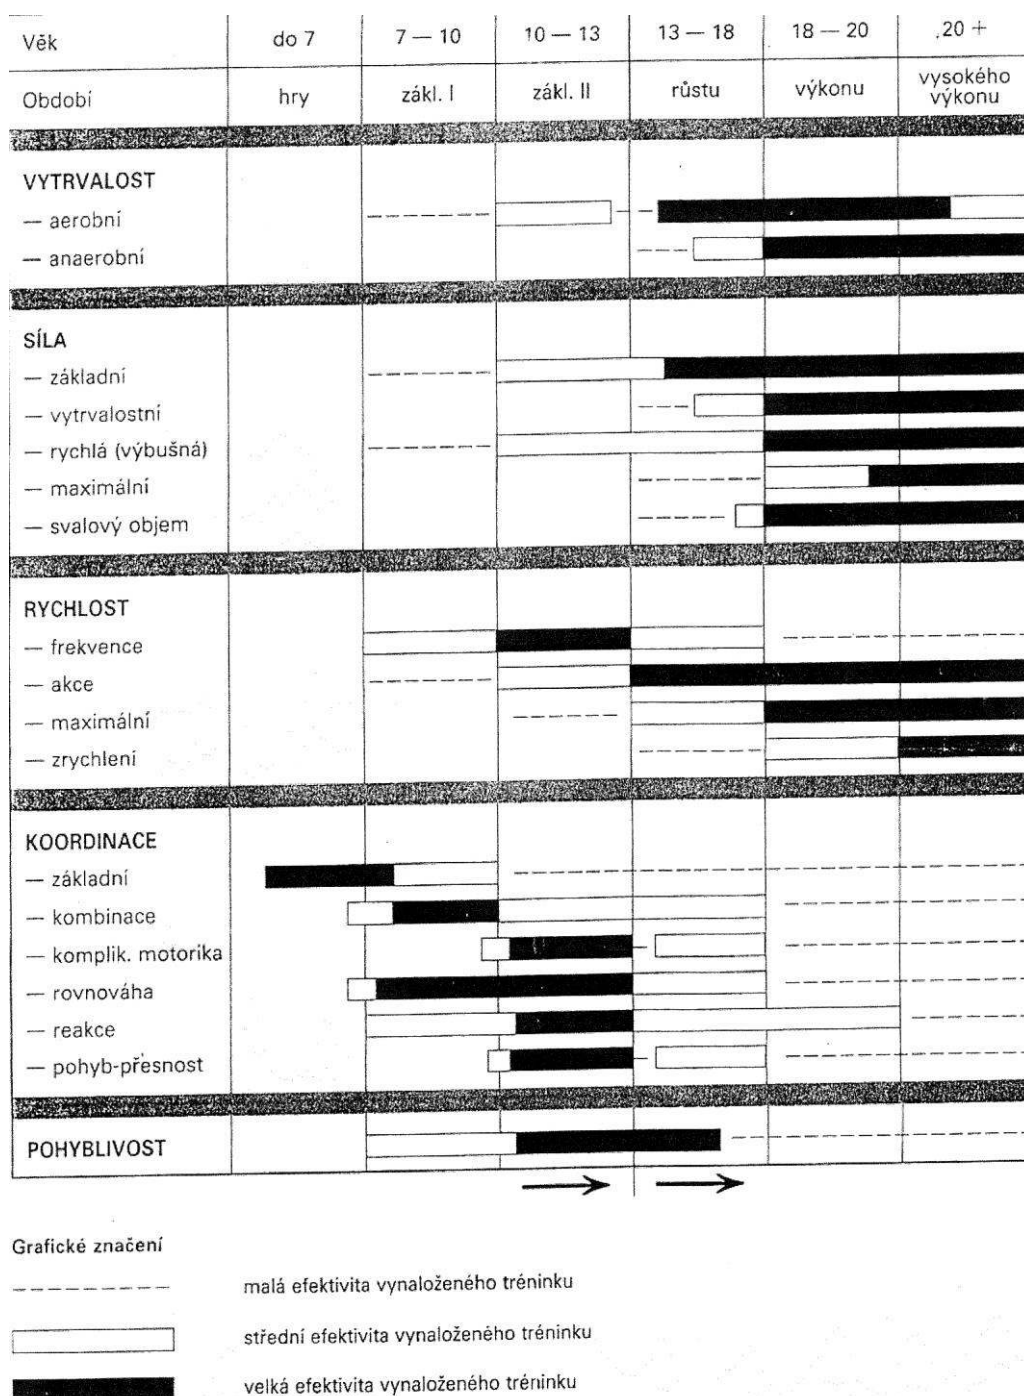 Věk do 7 7 — 10 10 — 13 13 — 18 18 — 20 20 +
Období hry zákl. I zákl. II růstu výkonu vysokého výkonu
VYTRVALOST
— aerobní
— anaerobní
SÍLA
— základní
— vytrvalostní
— rychlá (výbušná)
— maximální
— svalový objem
RYCHLOST
— frekvence
— akce
— maximální
— zrychlení
KOORDINACE
— základní
— kombinace
— komplik. motorika
— rovnováha
— reakce
— pohyb-přesnost
POHYBLIVOST
Grafické značení
malá efektivita vynaloženého tréninku
střední efektivita vynaloženého tréninku
velká efektivita vynaloženého tréninku